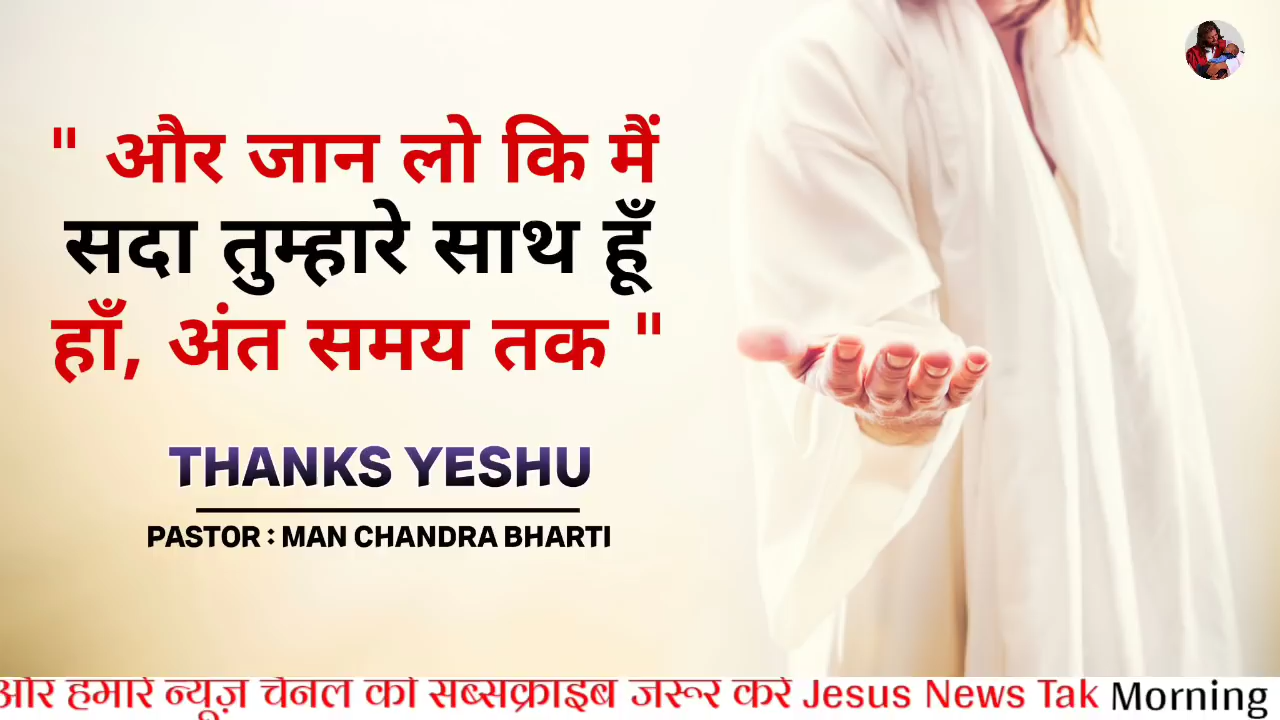 " और जान लो कि मैं
सदा तुम्हारे साथ हूँ
हाँ, अंत समय तक "
THANKS YESHU
PASTOR : MAN CHANDRA BHARTI
और हमारे न्यूज़ चैनल को सब्सक्राइब जरूर करें Jesus News Tak Morning